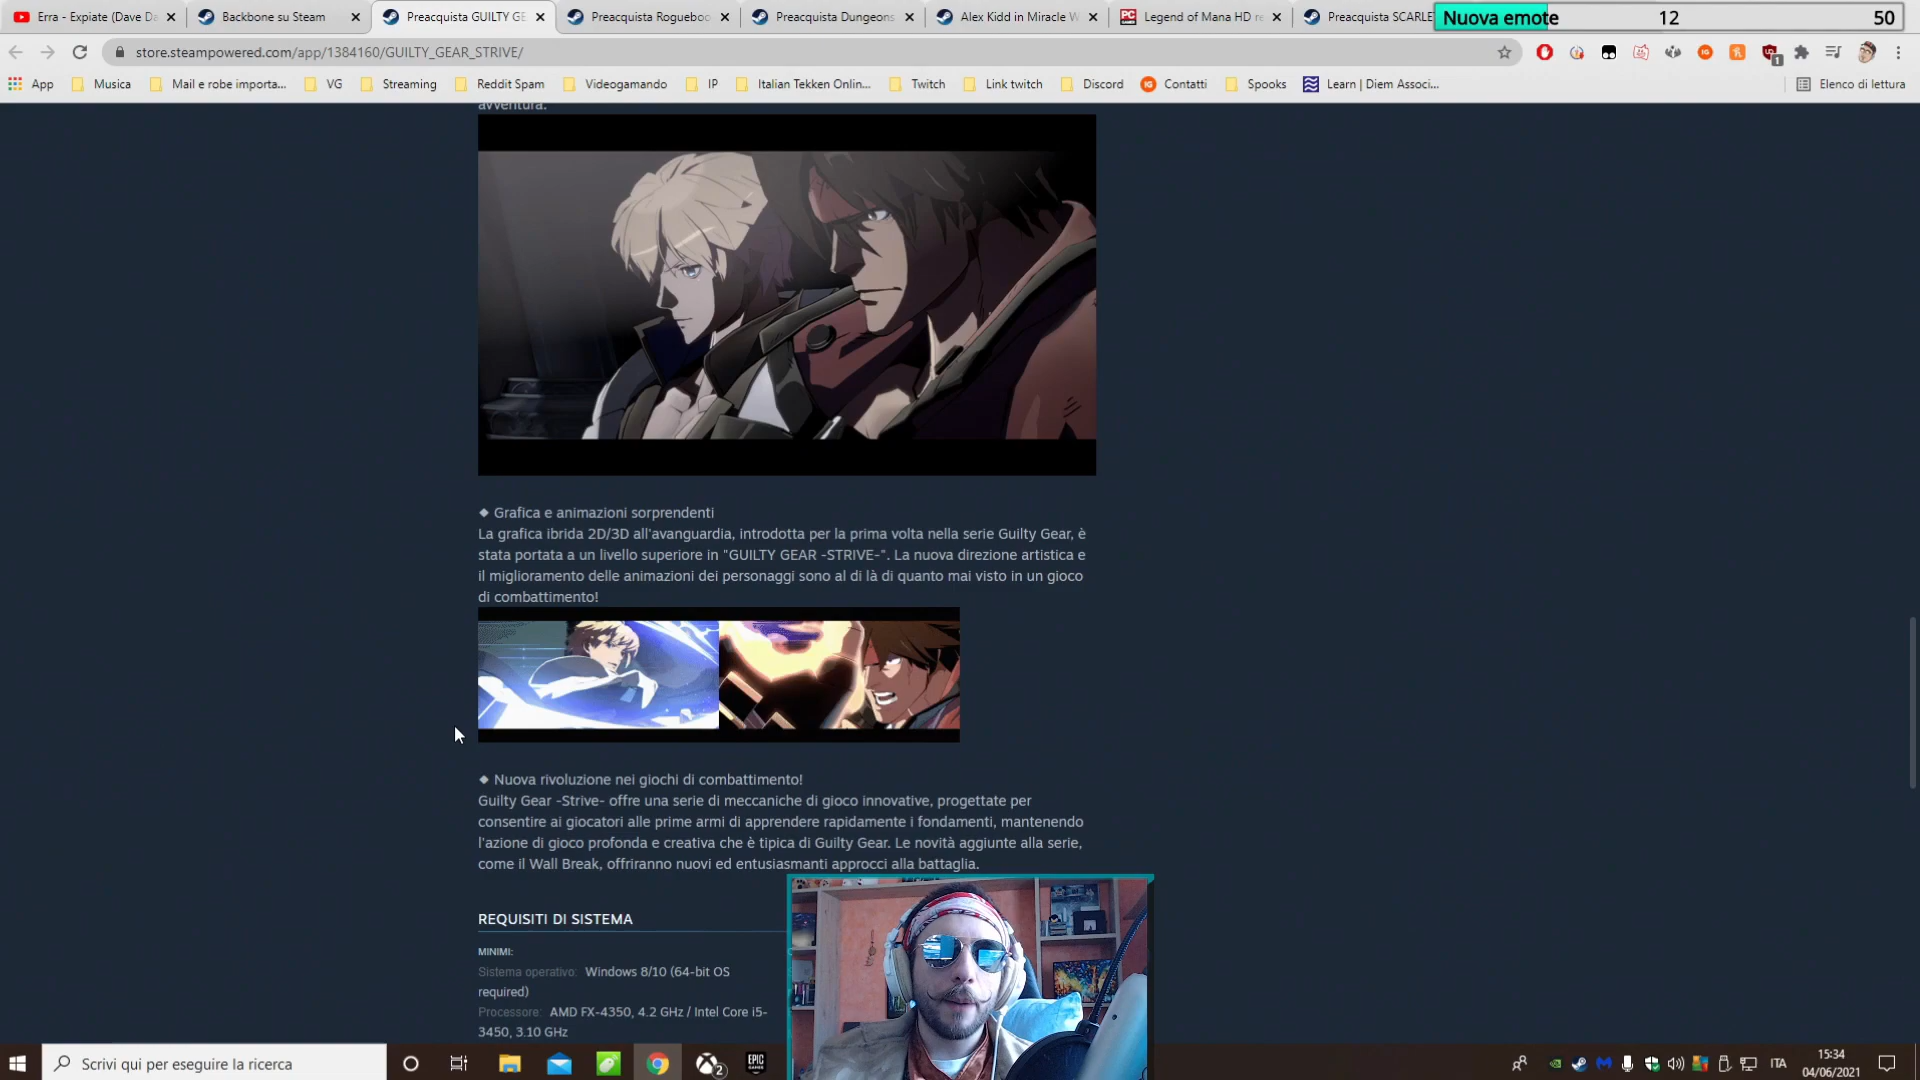 Erra - Expiate (Dave Da
Backbone su Steam
Preacquista GUILTY GE
Preacquista Rogueboo
Preacquista Dungeons
Alex Kidd in Miracle W
Legend of Mana HD re
Preacquista SCARLE
Nuova emote 12 50
store.steampowered.com/app/1384160/GUILTY_GEAR_STRIVE/
App
Musica
Mail e robe importa...
VG
Streaming
Reddit Spam
Videogamando
IP
Italian Tekken Onlin...
Twitch
Link twitch
Discord
Contatti
Spooks
Learn | Diem Associ...
Elenco di lettura
avventura.
◆ Grafica e animazioni sorprendenti
La grafica ibrida 2D/3D all'avanguardia, introdotta per la prima volta nella serie Guilty Gear, è
stata portata a un livello superiore in "GUILTY GEAR -STRIVE-". La nuova direzione artistica e
il miglioramento delle animazioni dei personaggi sono al di là di quanto mai visto in un gioco
di combattimento!
◆ Nuova rivoluzione nei giochi di combattimento!
Guilty Gear -Strive- offre una serie di meccaniche di gioco innovative, progettate per
consentire ai giocatori alle prime armi di apprendere rapidamente i fondamenti, mantenendo
l'azione di gioco profonda e creativa che è tipica di Guilty Gear. Le novità aggiunte alla serie,
come il Wall Break, offriranno nuovi ed entusiasmanti approcci alla battaglia.
REQUISITI DI SISTEMA
MINIMI:
Sistema operativo: Windows 8/10 (64-bit OS
required)
Processore: AMD FX-4350, 4.2 GHz / Intel Core i5-
3450, 3.10 GHz
Scrivi qui per eseguire la ricerca
2
EPIC
ITA
15:34
04/06/2021